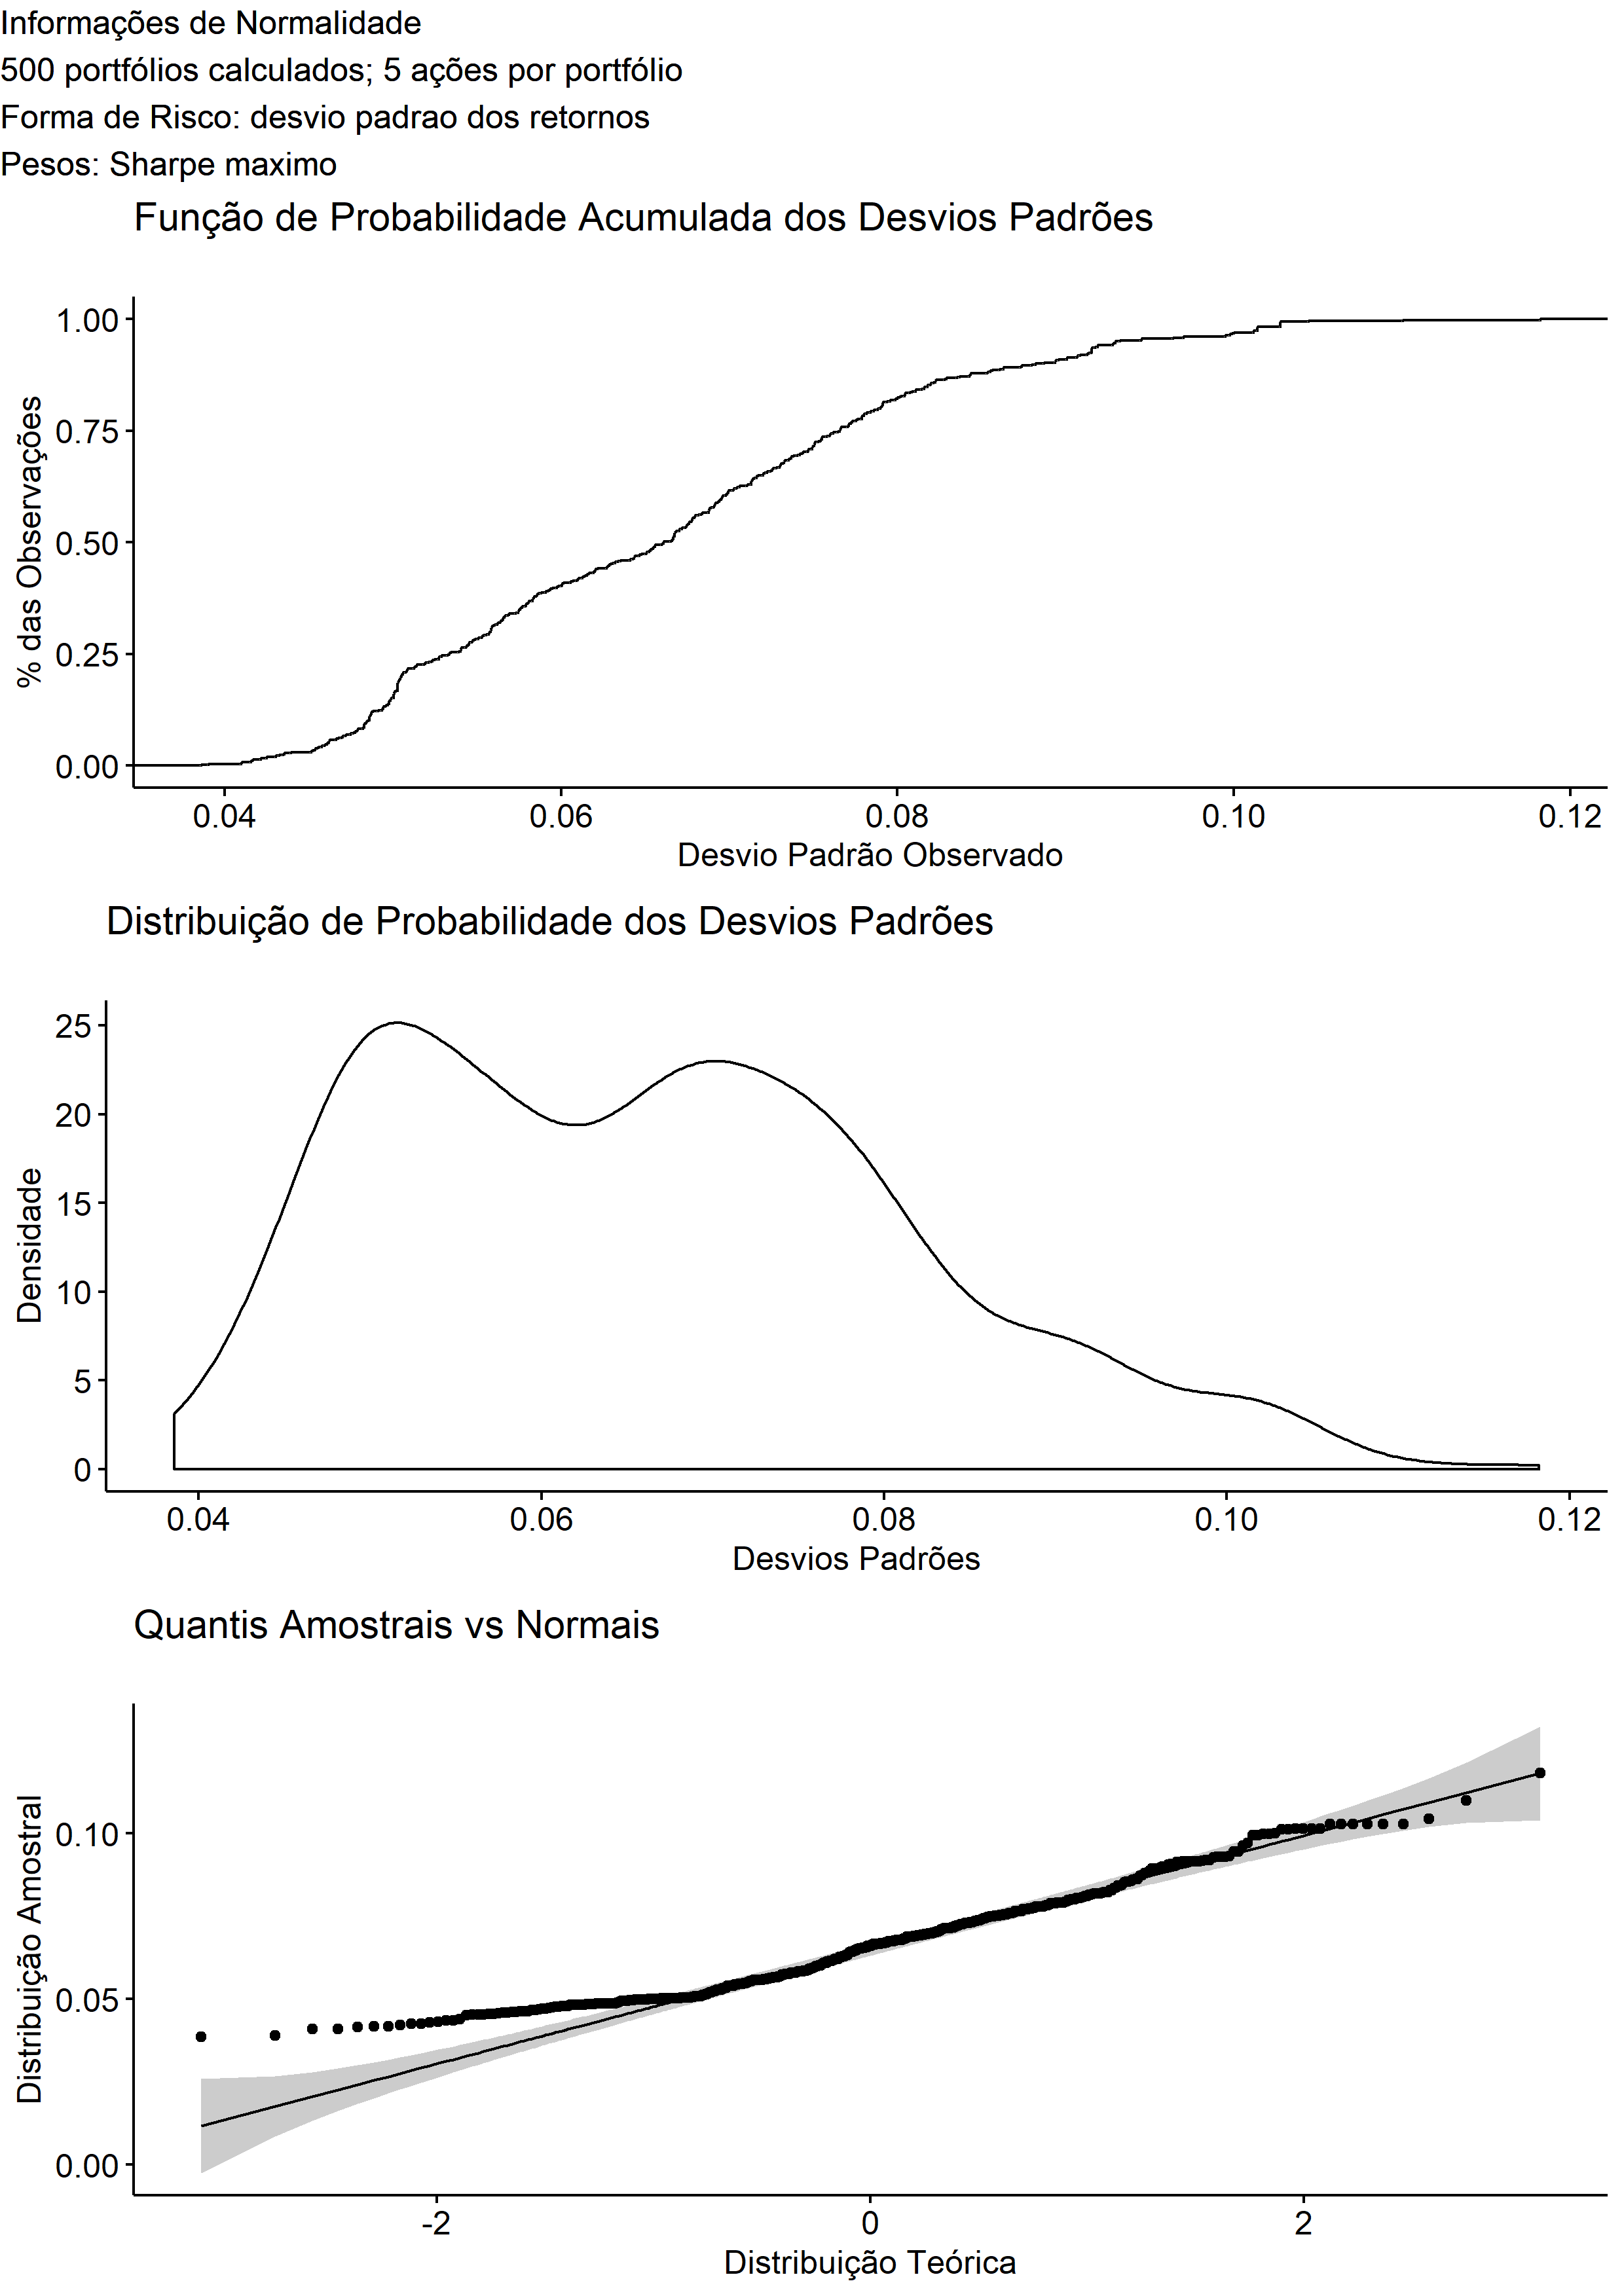 Informações de Normalidade
500 portfólios calculados; 5 ações por portfólio
Forma de Risco: desvio padrao dos retornos
Pesos: Sharpe maximo
Função de Probabilidade Acumulada dos Desvios Padrões
% das Observações
1.00
0.75
0.50
0.25
0.00
0.04 0.06 0.08 0.10 0.12
Desvio Padrão Observado
Distribuição de Probabilidade dos Desvios Padrões
Densidade
25
20
15
10
5
0
0.04 0.06 0.08 0.10 0.12
Desvios Padrões
Quantis Amostrais vs Normais
Distribuição Amostral
0.10
0.05
0.00
-2 0 2
Distribuição Teórica